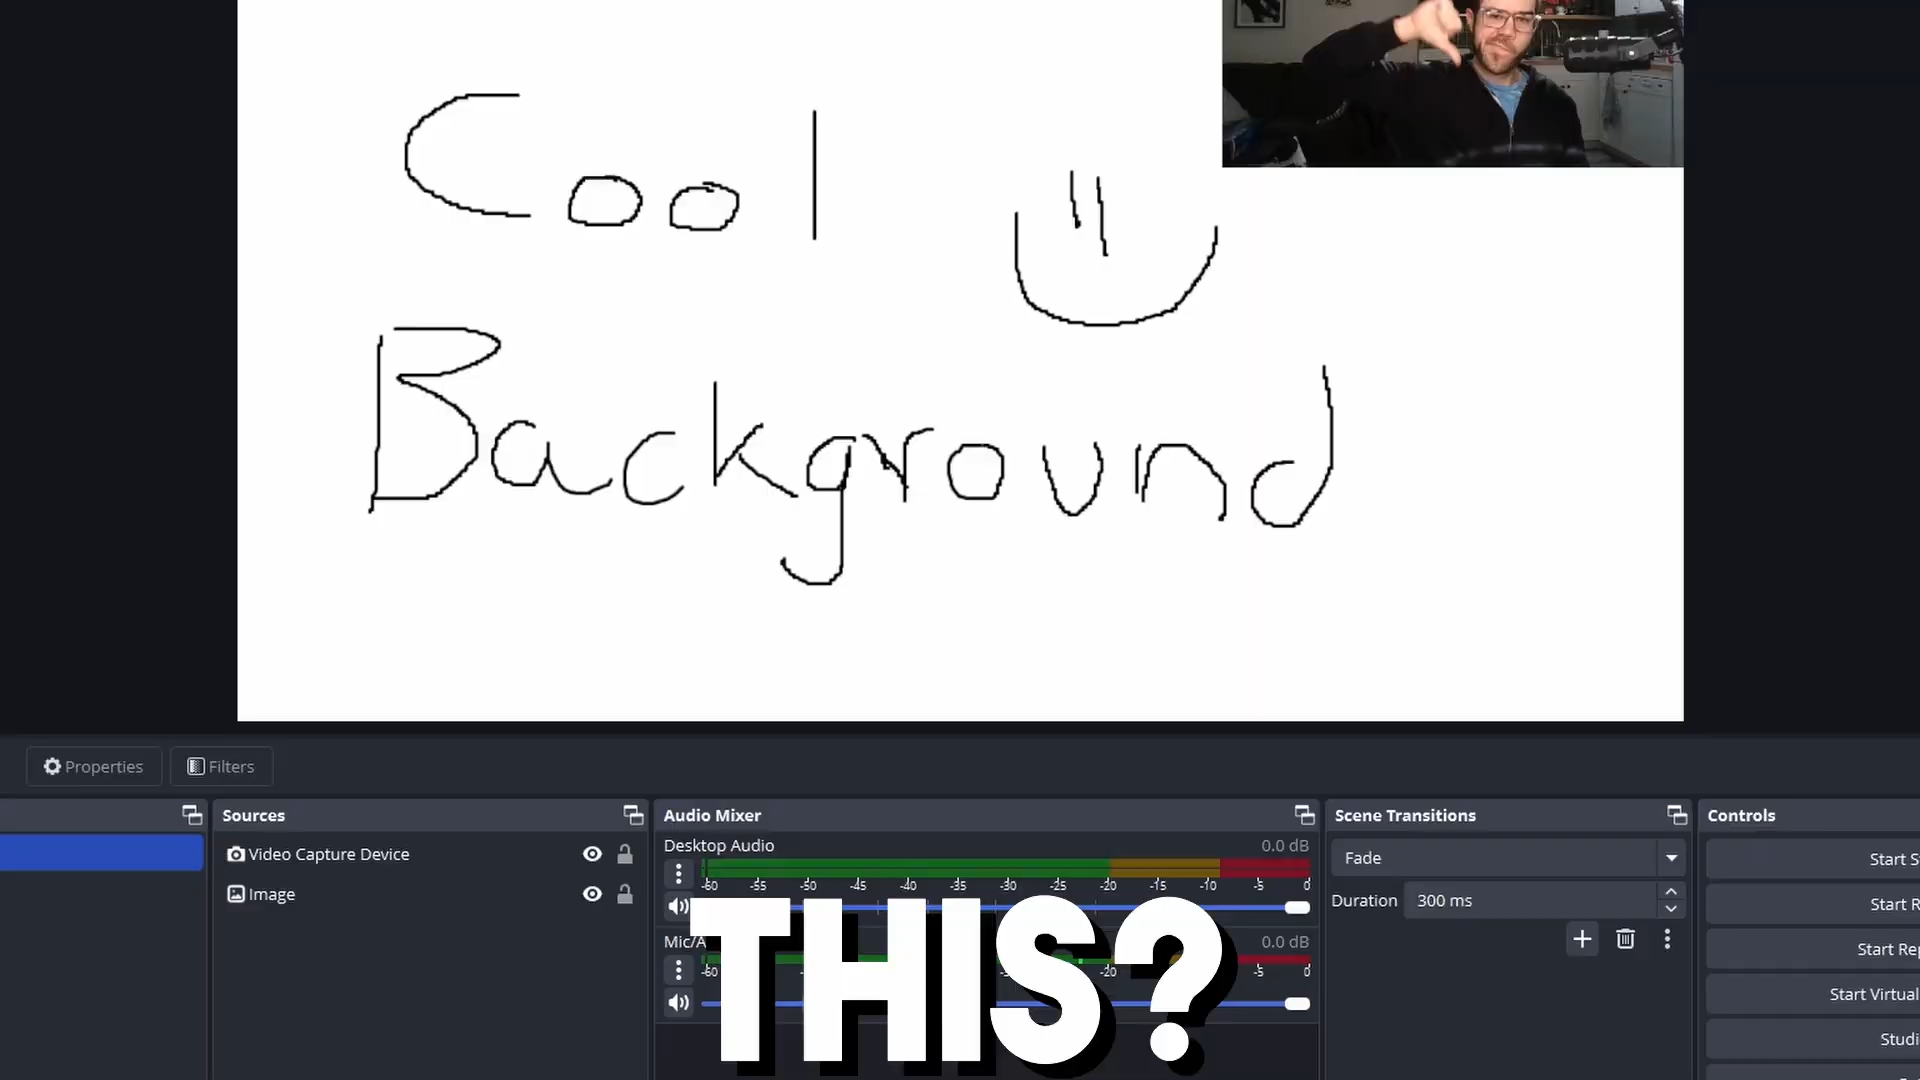 Cool
Background
Properties
Filters
Sources
Video Capture Device
Image
Audio Mixer
Desktop Audio
0.0 dB
-60 -55 -50 -45 -40 -35 -30 -25 -20 -15 -10 -5 0
Mic/A
0.0 dB
-60
-20
-5 0
THIS?
Scene Transitions
Fade
Duration
300 ms
Controls
Start S
Start R
Start Rep
Start Virtual
Studi